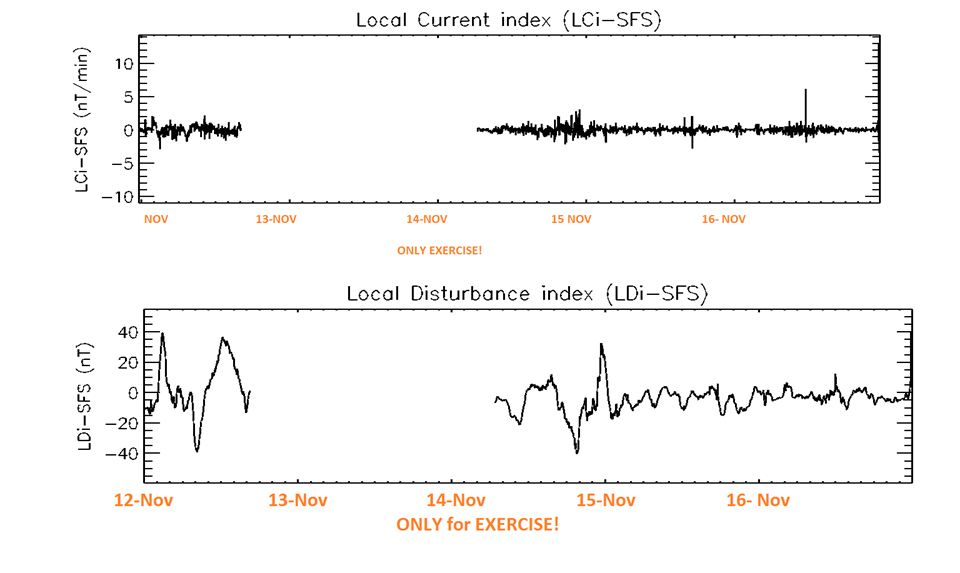 Local Current index (LCi-SFS)
LCi-SFS (nT/min)
10
5
0
-5
-10
NOV 13-NOV 14-NOV 15 NOV 16- NOV
ONLY EXERCISE!
Local Disturbance index (LDi-SFS)
LDi-SFS (nT)
40
20
0
-20
-40
12-Nov 13-Nov 14-Nov 15-Nov 16- Nov
ONLY for EXERCISE!